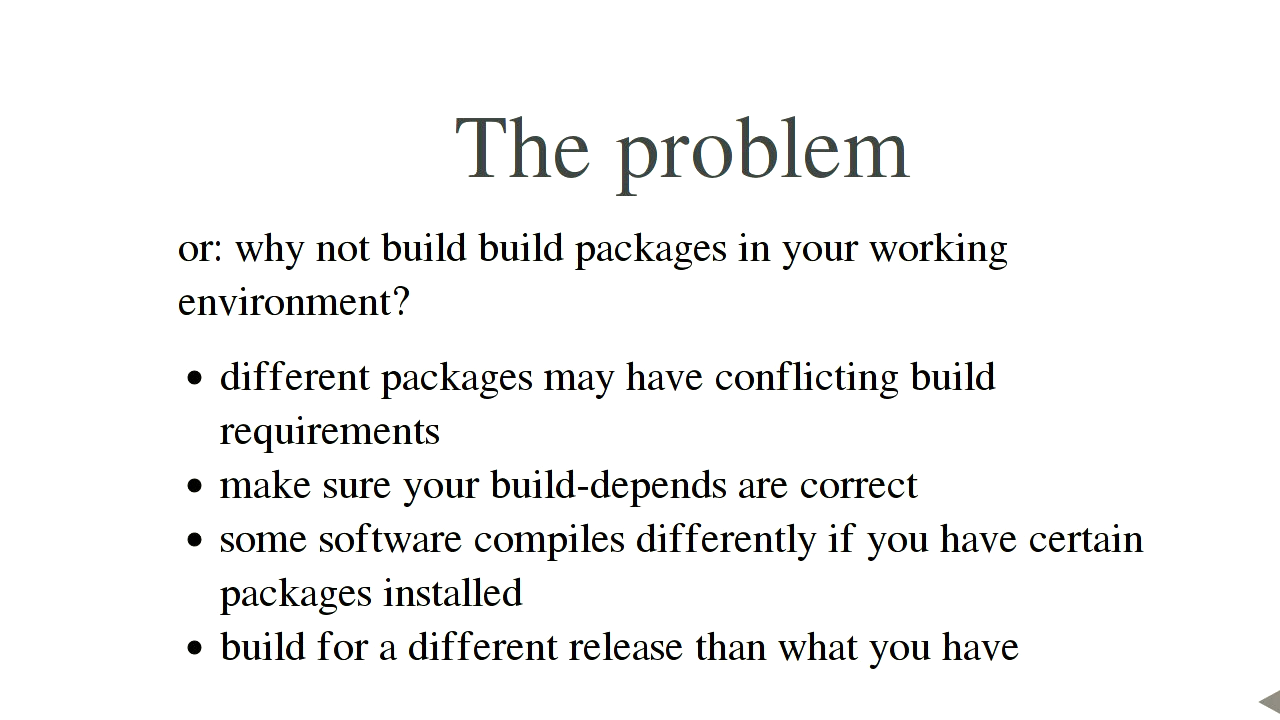 The problem
or: why not build build packages in your working
environment?
• different packages may have conflicting build
requirements
• make sure your build-depends are correct
• some software compiles differently if you have certain
packages installed
• build for a different release than what you have